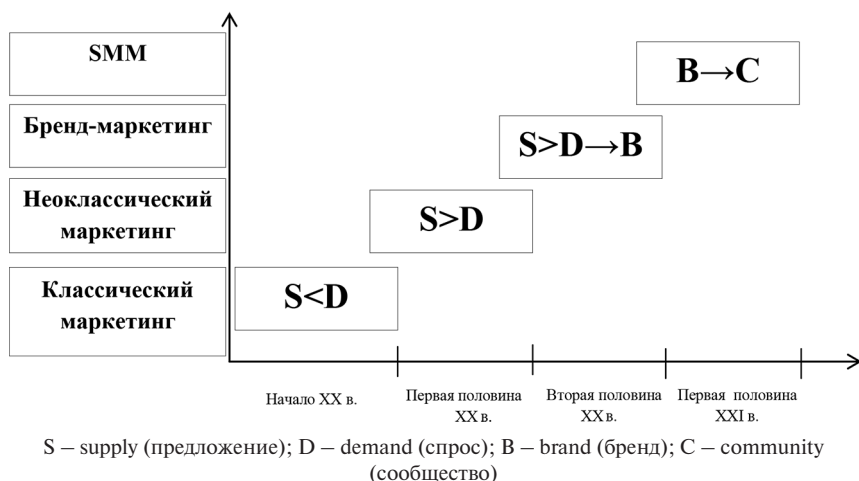 SMM
B→C
Бренд-маркетинг
S>D→B
Неоклассический
маркетинг
S>D
Классический
маркетинг
S<D
Начало XX в.
Первая половина
XX в.
Вторая половина
XX в.
Первая половина
XXI в.
S – supply (предложение); D – demand (спрос); B – brand (бренд); C – community
(сообщество)